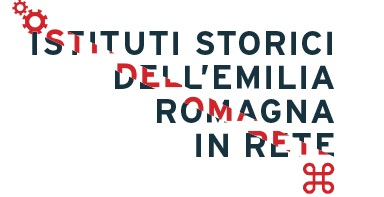 ISTITUTI STORICI
DELL'EMILIA
ROMAGNA
IN RETE